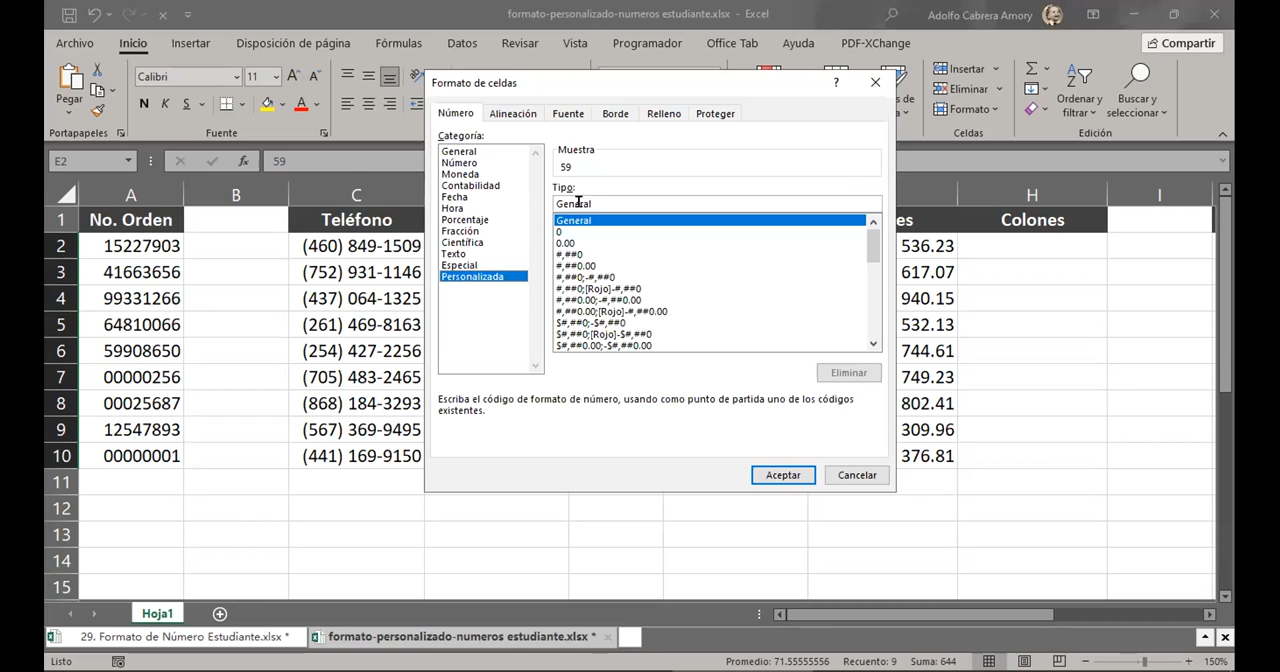 formato-personalizado-numeros estudiante.xlsx - Excel
Adolfo Cabrera Amory
Archivo Inicio Insertar Disposición de página Fórmulas Datos Revisar Vista Programador Office Tab Ayuda PDF-XChange Compartir
Pegar
Calibri 11
N K S
Insertar
Eliminar
Formato
Ordenar y filtrar
Buscar y seleccionar
Portapapeles Fuente Celdas Edición
E2 fx 59
Formato de celdas ?
Número Alineación Fuente Borde Relleno Proteger
Categoría:
General
Número
Moneda
Contabilidad
Fecha
Hora
Porcentaje
Fracción
Científica
Texto
Especial
Personalizada
Muestra
59
Tipo:
General
General
0
0.00
#,##0
#,##0.00
#,##0;-#,##0
#,##0;[Rojo]-#,##0
#,##0.00;-#,##0.00
#,##0.00;[Rojo]-#,##0.00
$#,##0;-$#,##0
$#,##0;[Rojo]-$#,##0
$#,##0.00;-$#,##0.00
Eliminar
Escriba el código de formato de número, usando como punto de partida uno de los códigos
existentes.
Aceptar Cancelar
A B C H I J
1 No. Orden Teléfono es Colones
2 15227903 (460) 849-1509 536.23
3 41663656 (752) 931-1146 617.07
4 99331266 (437) 064-1325 940.15
5 64810066 (261) 469-8163 532.13
6 59908650 (254) 427-2256 744.61
7 00000256 (705) 483-2465 749.23
8 00025687 (868) 184-3293 802.41
9 12547893 (567) 369-9495 309.96
10 00000001 (441) 169-9150 376.81
11
12
13
14
15
Hoja1
29. Formato de Número Estudiante.xlsx * formato-personalizado-numeros estudiante.xlsx *
Listo Promedio: 71.55555556 Recuento: 9 Suma: 644 150%